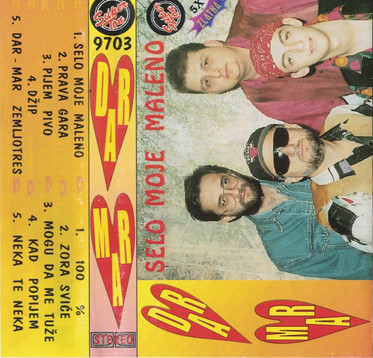 1. SELO MOJE MALENO
2. PRAVA GARA
3. PIJEM PIVO
4. DŽIP
5. DAR-MAR ZEMLJOTRES
1. 100 %
2. ZORA SVIĆE
3. MOGU DA ME TUŽE
4. KAD POPIJEM
5. NEKA TE NEKA
Super Ton
9703
DAR
MAR
STEREO
5X
ZLATNA
SELO MOJE MALENO
DAR
MAR